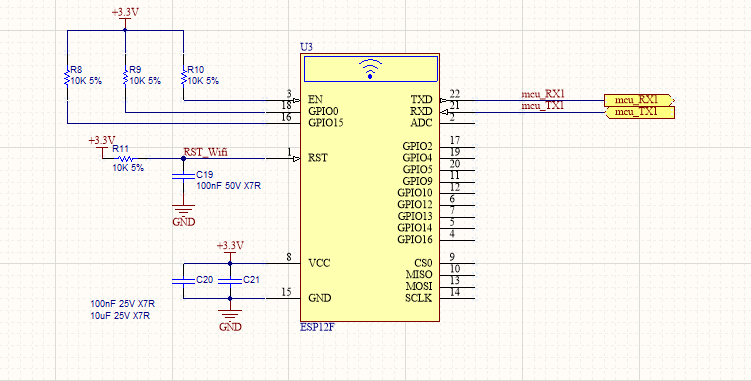 +3.3V
U3
R8
10K 5%
R9
10K 5%
R10
10K 5%
3
EN
18
GPIO0
16
GPIO15
+3.3V
R11
10K 5%
RST_Wifi
1
RST
C19
100nF 50V X7R
GND
+3.3V
8
VCC
C20
C21
15
GND
100nF 25V X7R
10uF 25V X7R
GND
ESP12F
TXD
22
mcu_RX1
mcu_RX1
RXD
21
mcu_TX1
mcu_TX1
ADC
2
GPIO2
17
GPIO4
19
GPIO5
20
GPIO9
11
GPIO10
12
GPIO12
6
GPIO13
7
GPIO14
5
GPIO16
4
CS0
9
MISO
10
MOSI
13
SCLK
14